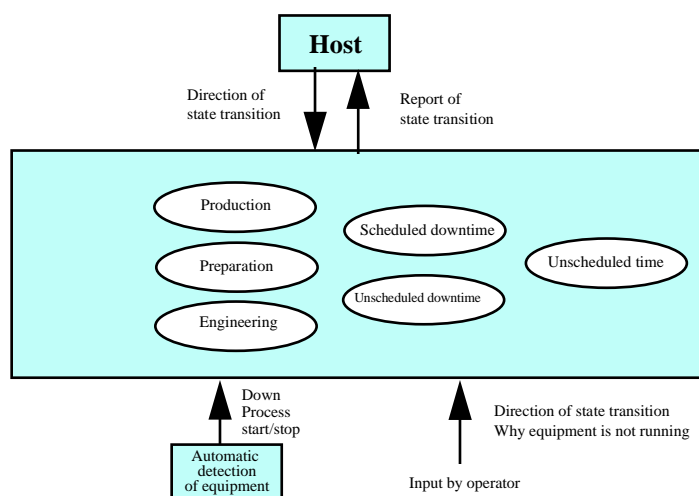 Host
Direction of
state transition
Report of
state transition
Production
Preparation
Engineering
Scheduled downtime
Unscheduled downtime
Unscheduled time
Down
Process
start/stop
Automatic
detection
of equipment
Direction of state transition
Why equipment is not running
Input by operator